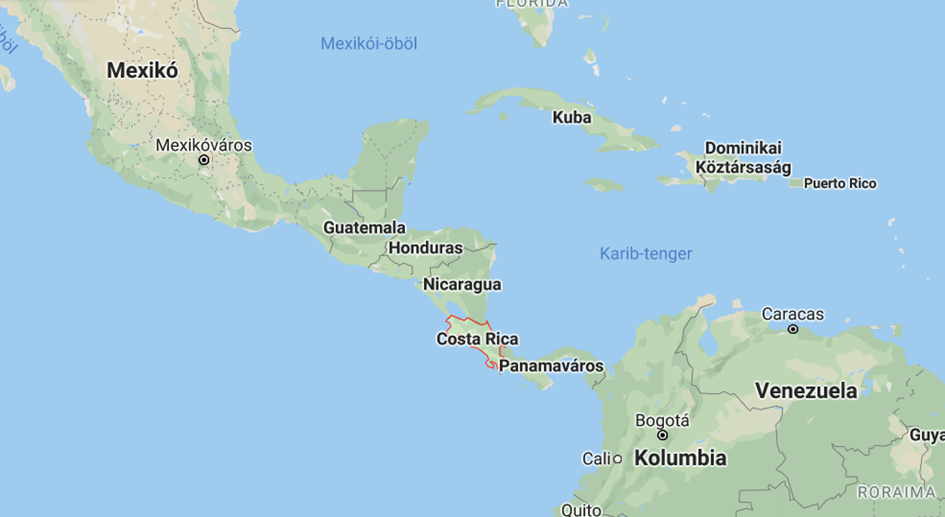 FLORIDA
Mexikói-öböl
Mexikó
Kuba
Mexikóváros
Dominikai
Köztársaság
Puerto Rico
Guatemala
Honduras
Karib-tenger
Nicaragua
Caracas
Costa Rica
Panamaváros
Venezuela
Bogotá
Guya
Cali
Kolumbia
RORAIMA
Quito